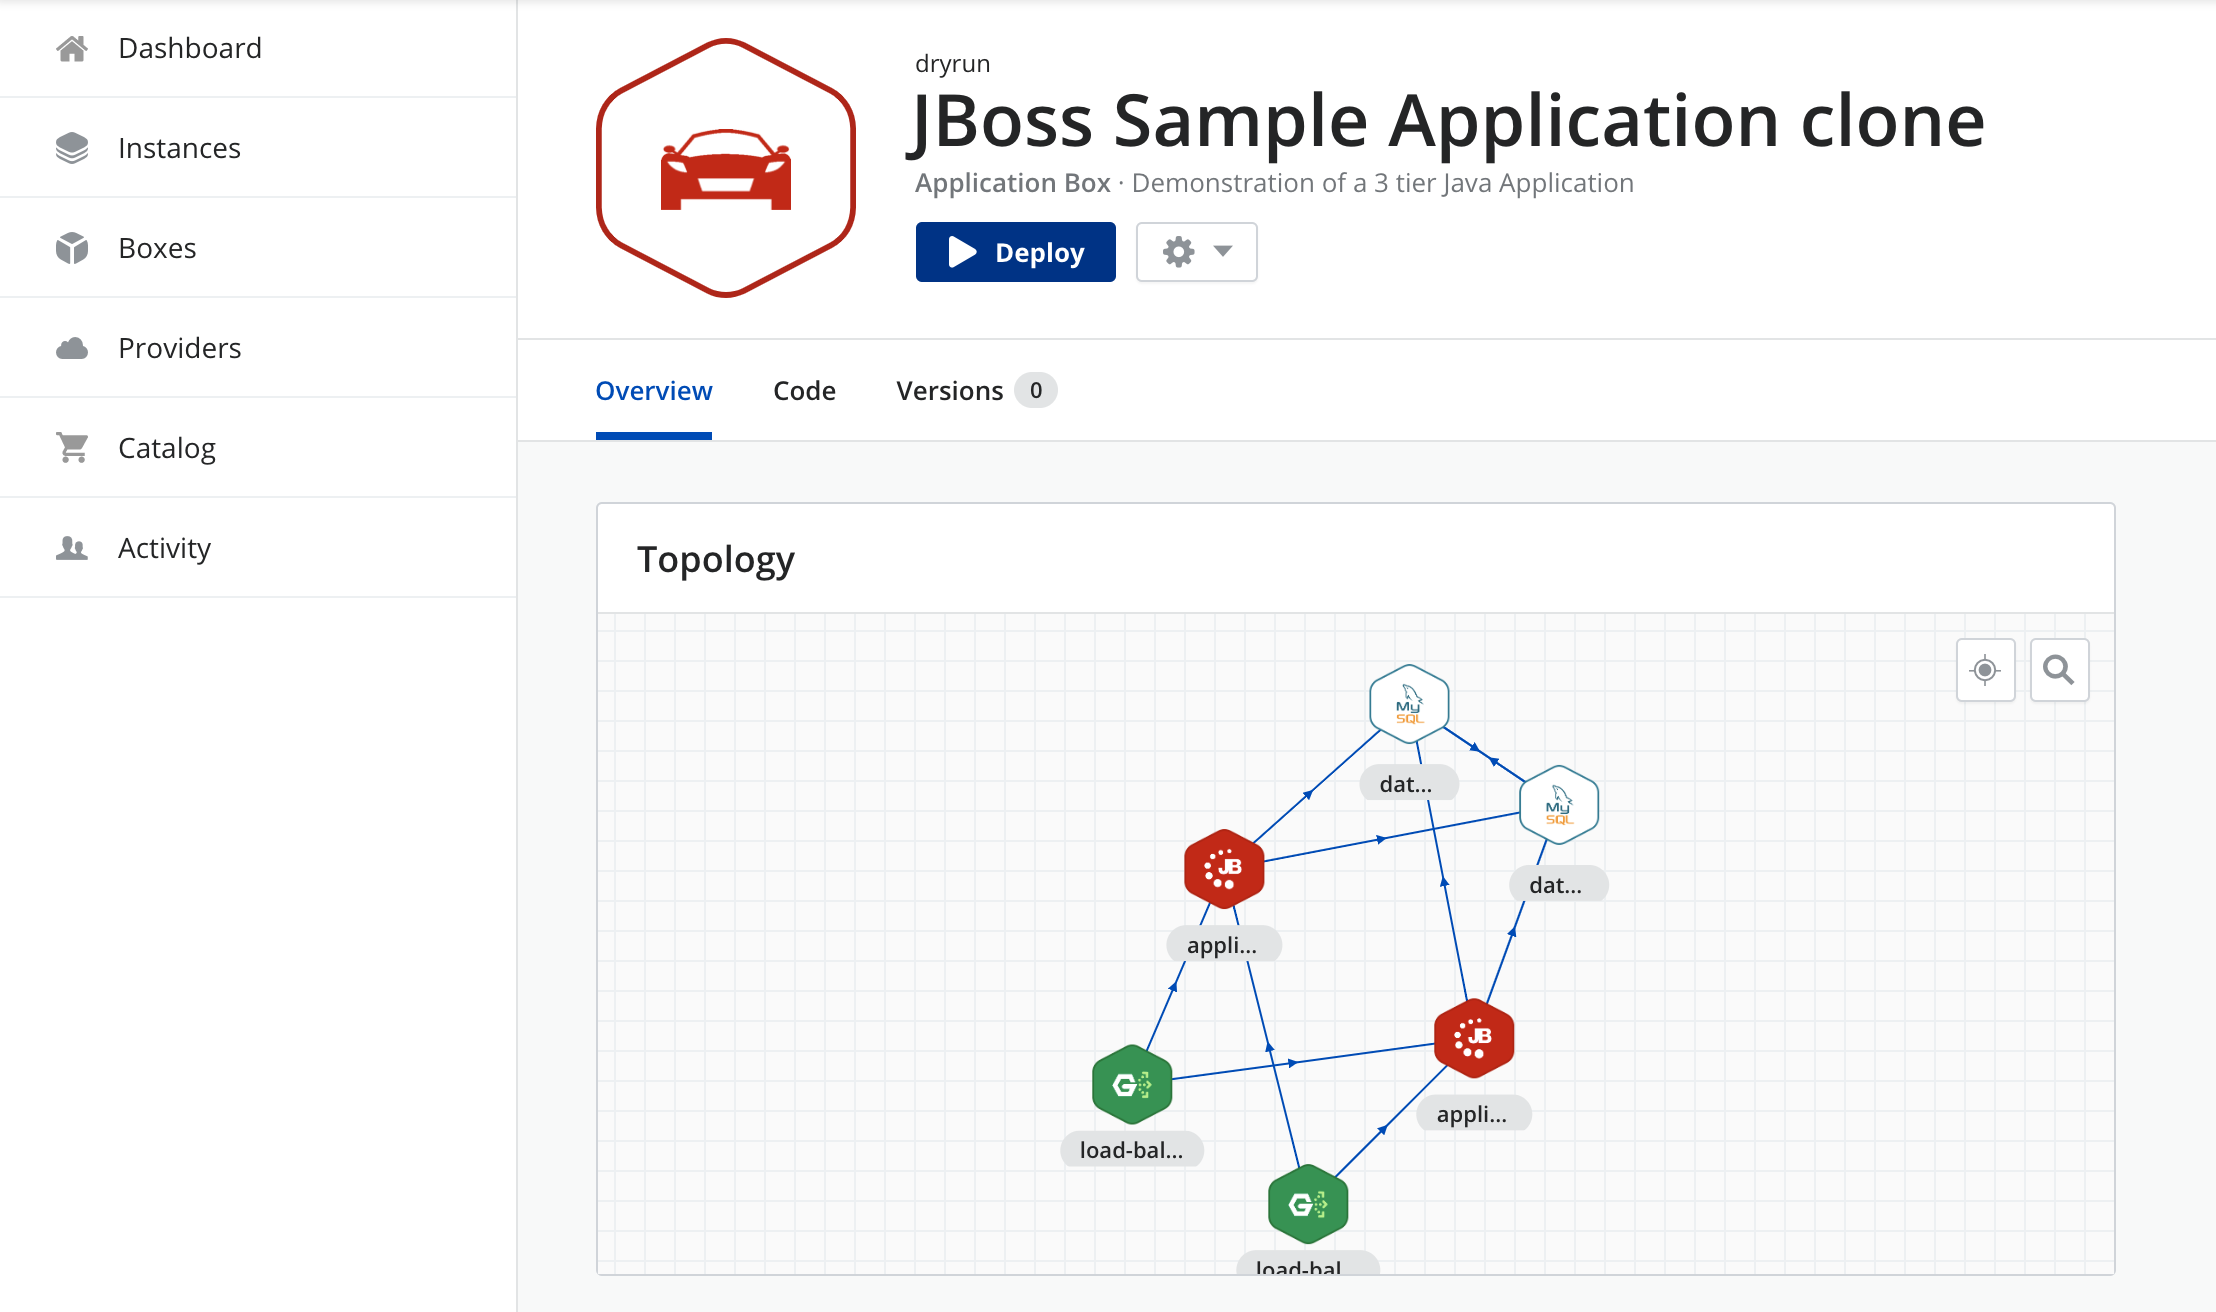 Dashboard
Instances
Boxes
Providers
Catalog
Activity
dryrun
JBoss Sample Application clone
Application Box · Demonstration of a 3 tier Java Application
Deploy
Overview
Code
Versions 0
Topology
My
SQL
dat...
My
SQL
dat...
JB
appli...
JB
appli...
G
load-bal...
G
load-bal